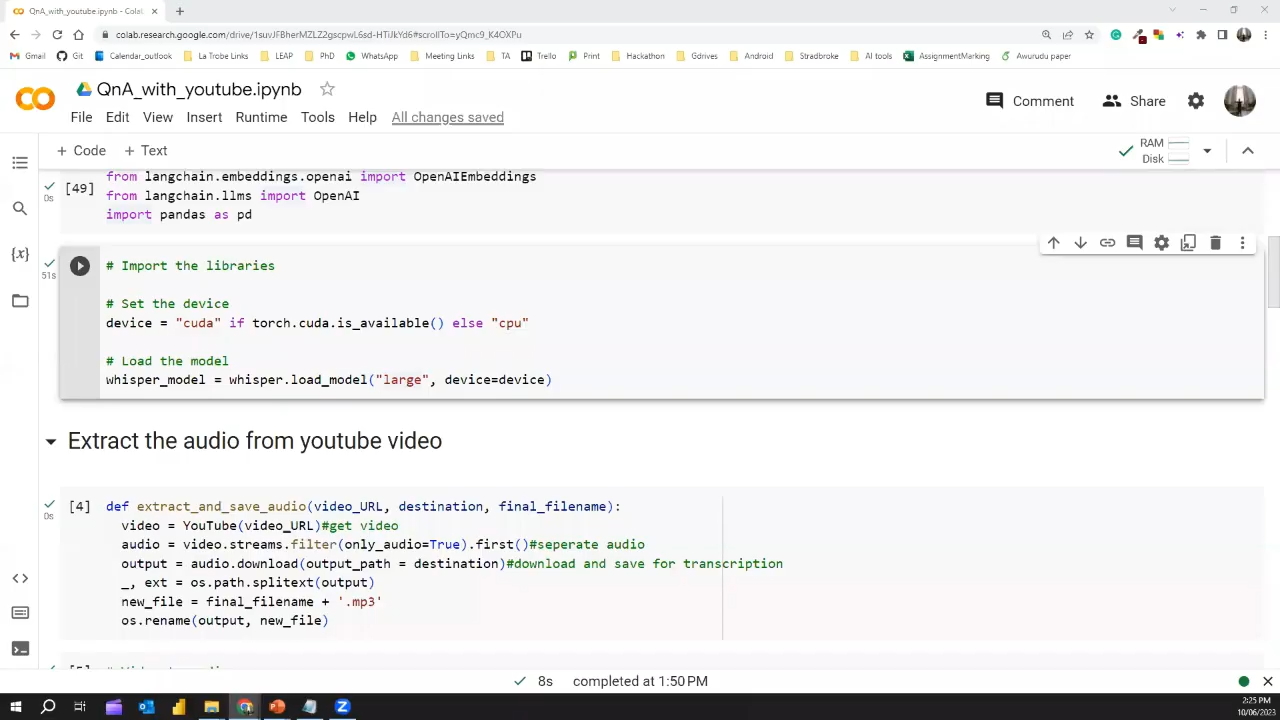 QnA_with_youtube.ipynb - Colab
colab.research.google.com/drive/1suvJFBherMZLZ2gscpwL6sd-HTiJkYd6#scrollTo=yQmc9_K4OXPu
Gmail Git Calendar_outlook La Trobe Links LEAP PhD WhatsApp Meeting Links TA Trello Print Hackathon Gdrives Android Stradbroke AI tools AssignmentMarking Awurudu paper
QnA_with_youtube.ipynb
Comment Share
File Edit View Insert Runtime Tools Help All changes saved
+ Code + Text
RAM
Disk
from langchain.embeddings.openai import OpenAIEmbeddings
[49]
0s
from langchain.llms import OpenAI
import pandas as pd
51s
# Import the libraries
# Set the device
device = "cuda" if torch.cuda.is_available() else "cpu"
# Load the model
whisper_model = whisper.load_model("large", device=device)
Extract the audio from youtube video
[4]
0s
def extract_and_save_audio(video_URL, destination, final_filename):
video = YouTube(video_URL)#get video
audio = video.streams.filter(only_audio=True).first()#seperate audio
output = audio.download(output_path = destination)#download and save for transcription
_, ext = os.path.splitext(output)
new_file = final_filename + '.mp3'
os.rename(output, new_file)
8s completed at 1:50 PM
2:25 PM
10/06/2023